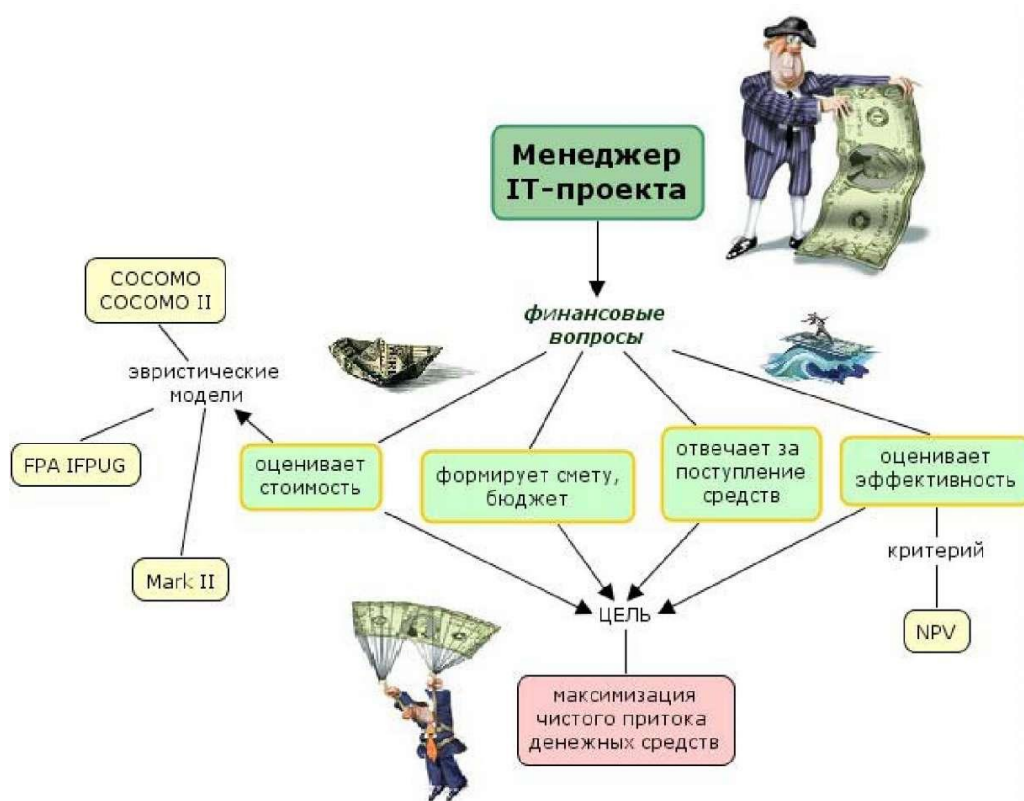 Менеджер
IT-проекта
финансовые
вопросы
COCOMO
COCOMO II
эвристические
модели
FPA IFPUG
Mark II
оценивает
стоимость
формирует смету,
бюджет
отвечает за
поступление
средств
оценивает
эффективность
критерий
NPV
ЦЕЛЬ
максимизация
чистого притока
денежных средств